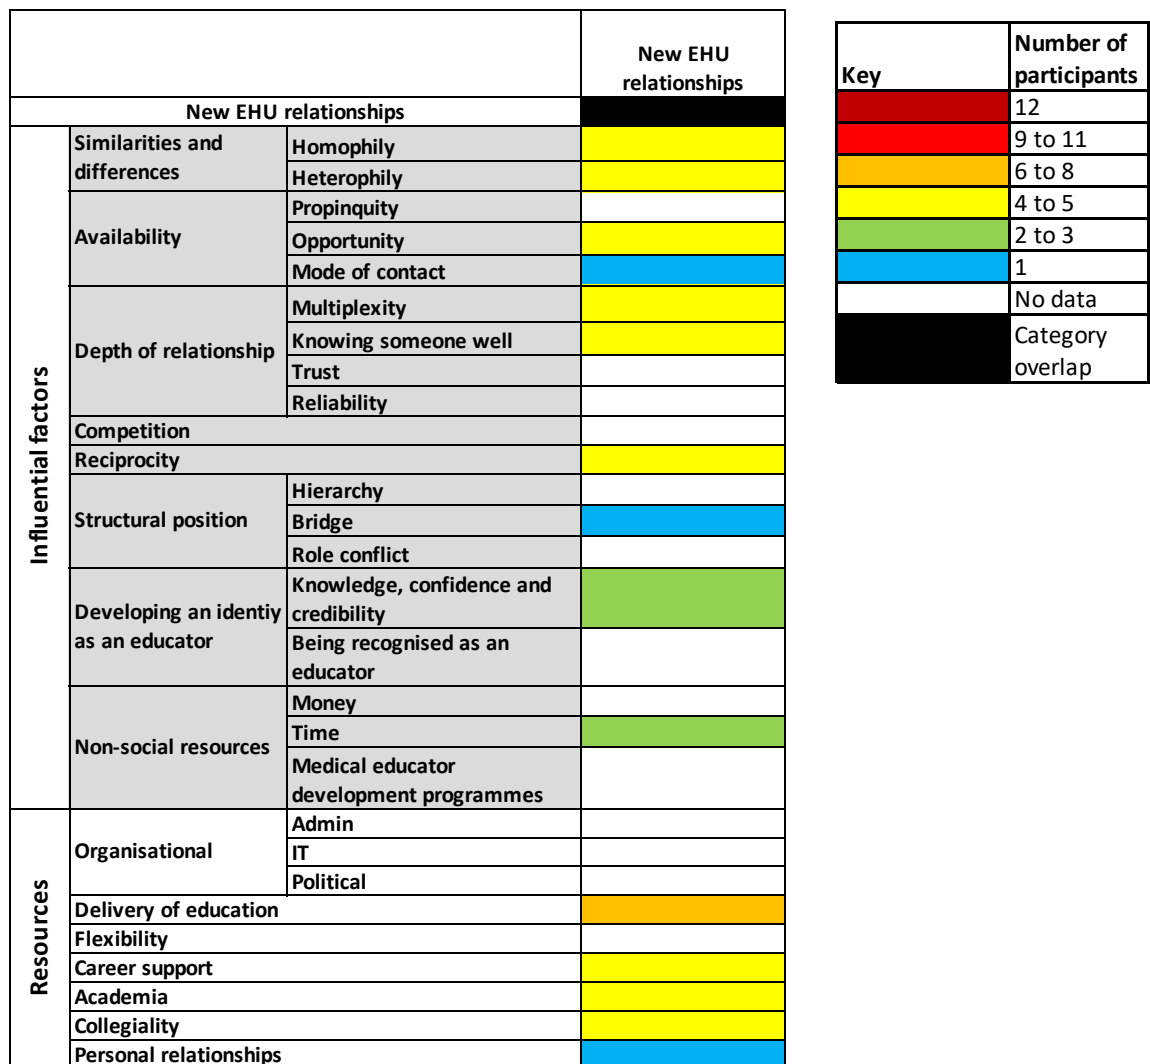 New EHU
relationships
New EHU relationships
Influential factors
Similarities and
differences
Homophily
Heterophily
Availability
Propinquity
Opportunity
Mode of contact
Depth of relationship
Multiplexity
Knowing someone well
Trust
Reliability
Competition
Reciprocity
Structural position
Hierarchy
Bridge
Role conflict
Developing an identiy
as an educator
Knowledge, confidence and
credibility
Being recognised as an
educator
Non-social resources
Money
Time
Medical educator
development programmes
Resources
Organisational
Admin
IT
Political
Delivery of education
Flexibility
Career support
Academia
Collegiality
Personal relationships
Key
Number of
participants
12
9 to 11
6 to 8
4 to 5
2 to 3
1
No data
Category
overlap